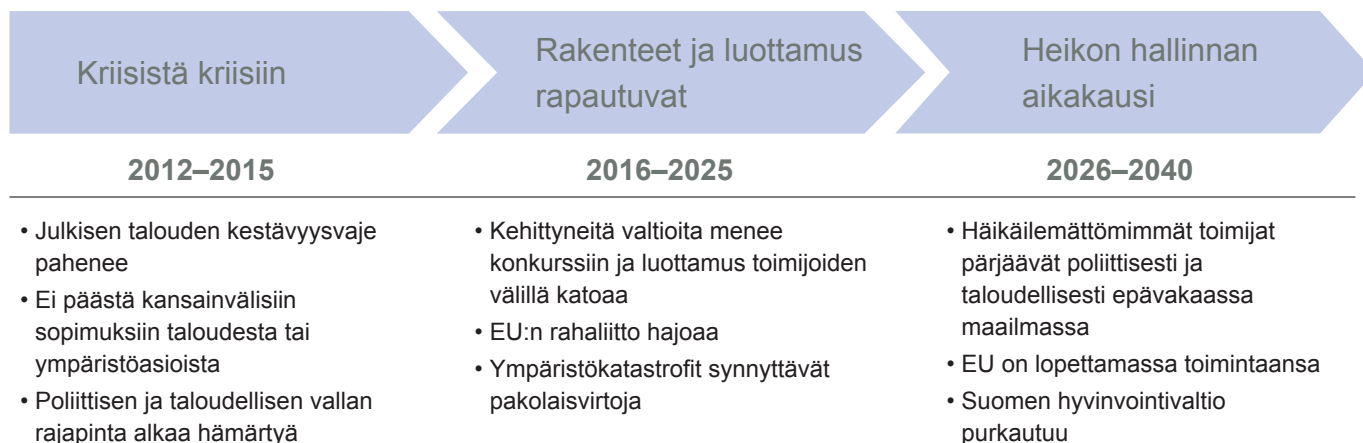 Kriisistä kriisiin
Rakenteet ja luottamus
rapautuvat
Heikon hallinnan
aikakausi
2012–2015
2016–2025
2026–2040
• Julkisen talouden kestävyysvaje
pahenee
• Ei päästä kansainvälisiin
sopimuksiin taloudesta tai
ympäristöasioista
• Poliittisen ja taloudellisen vallan
rajapinta alkaa hämärtyä
• Kehittyneitä valtioita menee
konkurssiin ja luottamus toimijoiden
välillä katoaa
• EU:n rahaliitto hajoaa
• Ympäristökatastrofit synnyttävät
pakolaisvirtoja
• Häikäilemättömimmät toimijat
pärjäävät poliittisesti ja
taloudellisesti epävakaassa
maailmassa
• EU on lopettamassa toimintaansa
• Suomen hyvinvointivaltio
purkautuu